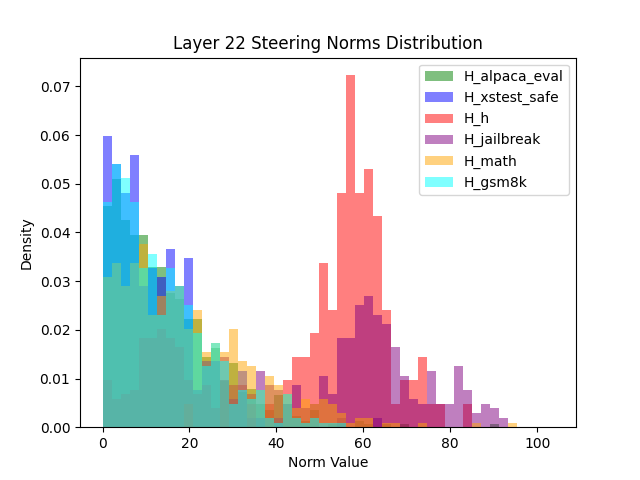 Layer 22 Steering Norms Distribution
H_alpaca_eval
H_xstest_safe
H_h
H_jailbreak
H_math
H_gsm8k
0.07
0.06
0.05
0.04
0.03
0.02
0.01
0.00
Density
0 20 40 60 80 100
Norm Value